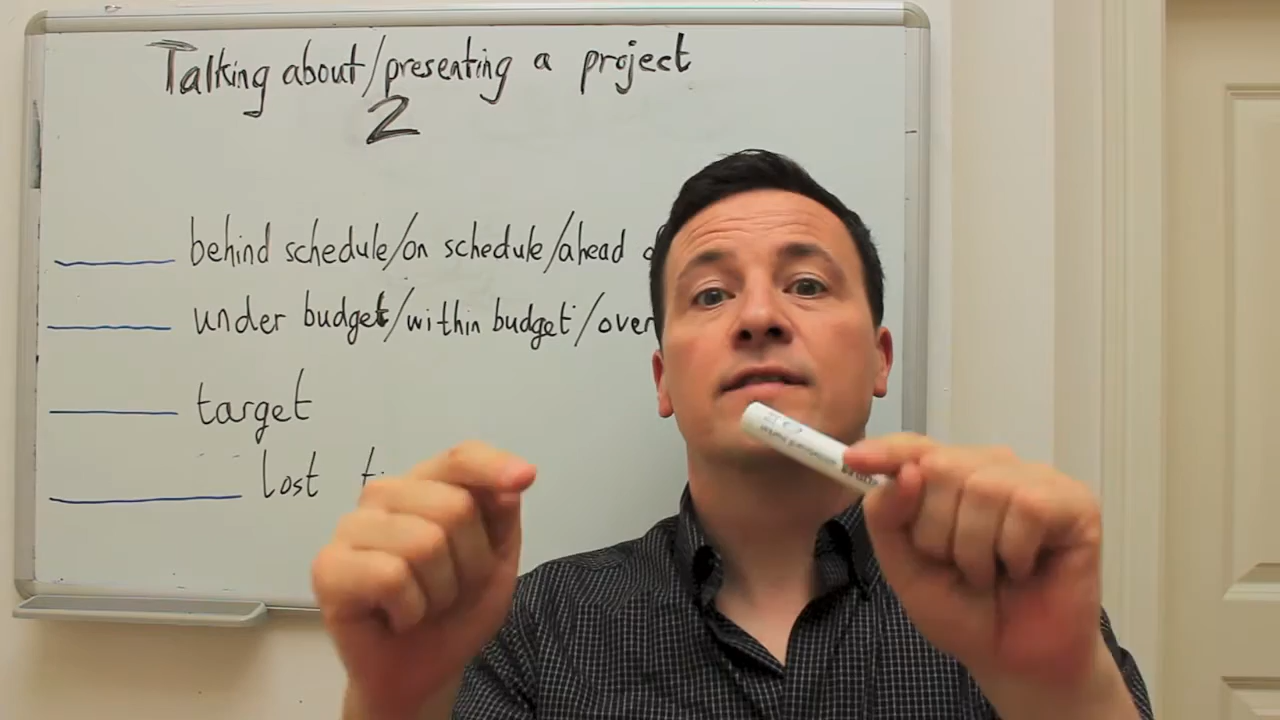 Talking about/presenting a project
2
behind schedule/on schedule/ahead
under budget/within budget/over
target
lost